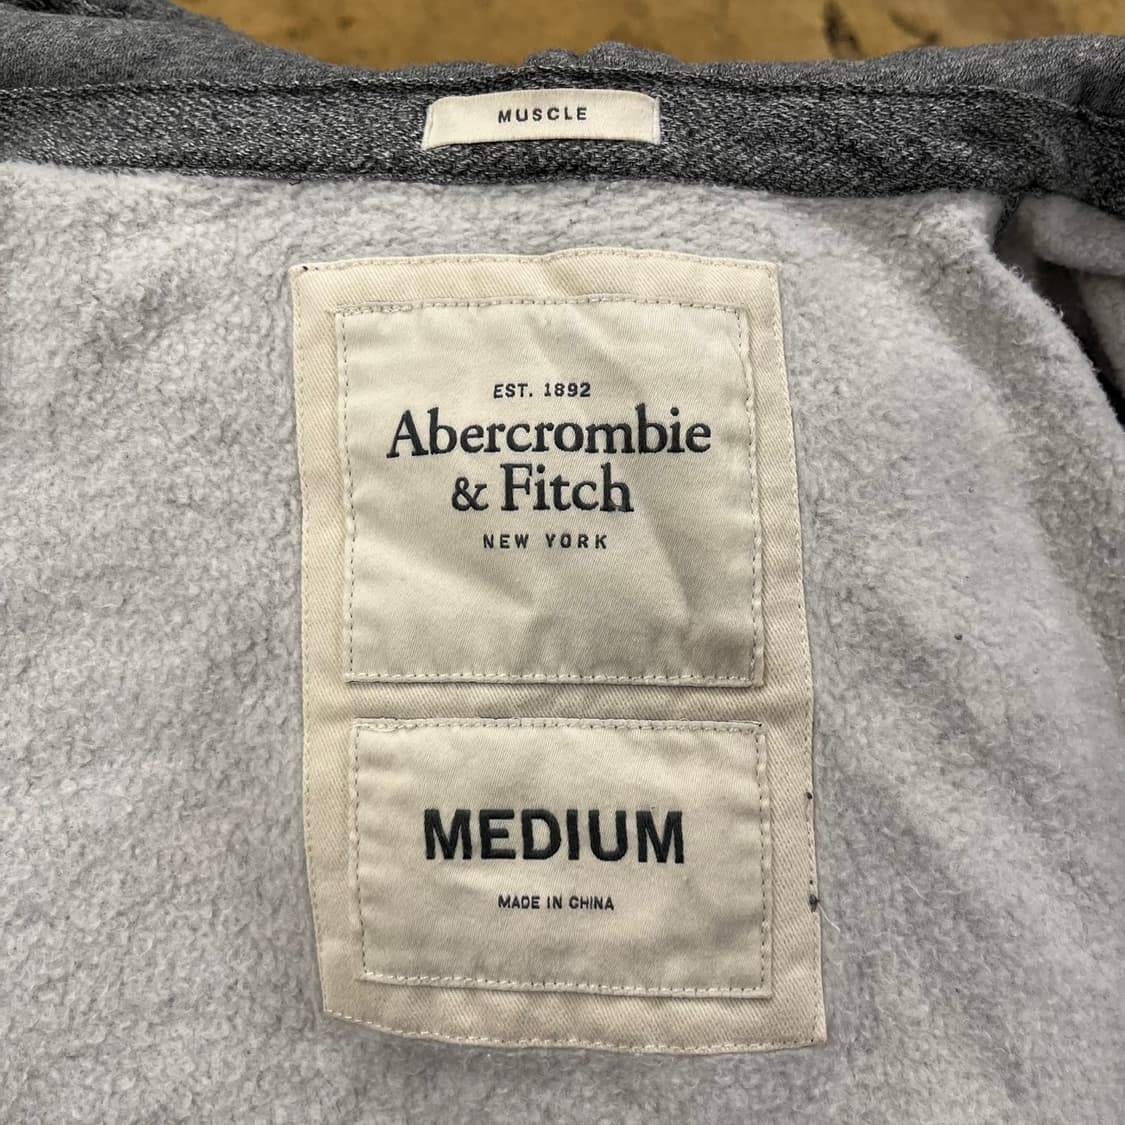 MUSCLE
EST. 1892
Abercrombie
& Fitch
NEW YORK
MEDIUM
MADE IN CHINA